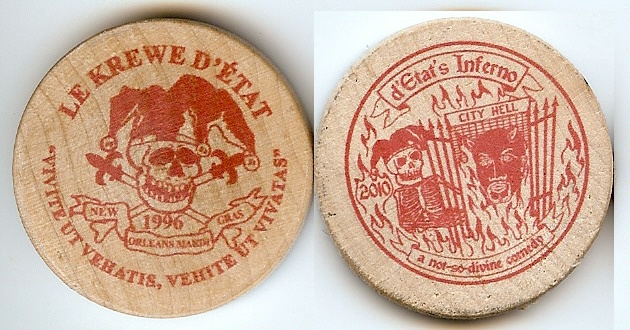 LE KREWE D'ÉTAT
NEW
1996
GRAS
ORLEANS MARDI
"VIVITE UT VEHATIS, VEHITE UT VIVATAS"
d'Etat's Inferno
CITY HELL
2010
a not-so-divine comedy